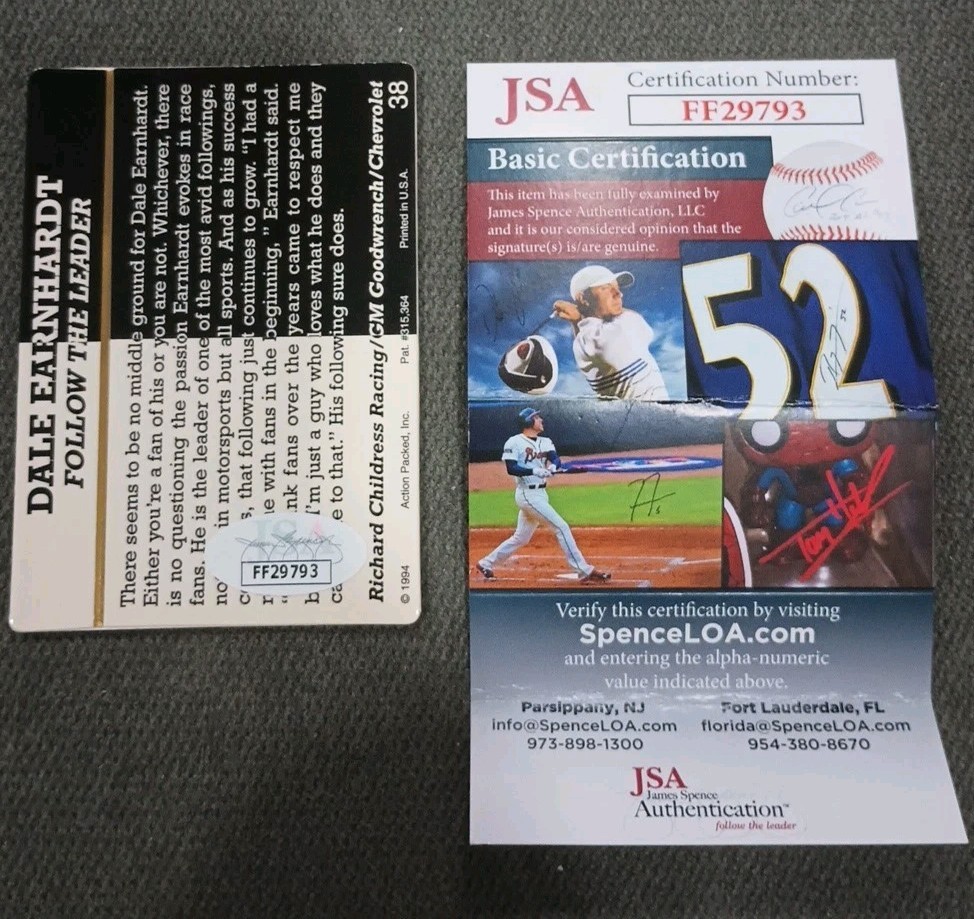 DALE EARNHARDT
FOLLOW THE LEADER
There seems to be no middle ground for Dale Earnhardt.
Either you're a fan of his or you are not. Whichever, there
is no questioning the passion Earnhardt evokes in race
fans. He is the leader of one of the most avid followings,
no in motorsports but all sports. And as his success
s, that following just continues to grow. "I had a
e with fans in the beginning," Earnhardt said.
nk fans over the years came to respect me
I'm just a guy who loves what he does and they
e to that." His following sure does.
Richard Childress Racing/GM Goodwrench/Chevrolet
© 1994 Action Packed, Inc. Pat. #315,364 Printed in U.S.A. 38
FF29793
JSA
Certification Number:
FF29793
Basic Certification
This item has been fully examined by
James Spence Authentication, LLC
and it is our considered opinion that the
signature(s) is/are genuine.
52
Verify this certification by visiting
SpenceLOA.com
and entering the alpha-numeric
value indicated above.
Parsippany, NJ
info@SpenceLOA.com
973-898-1300
Fort Lauderdale, FL
florida@SpenceLOA.com
954-380-8670
JSA
James Spence
Authentication™
follow the leader